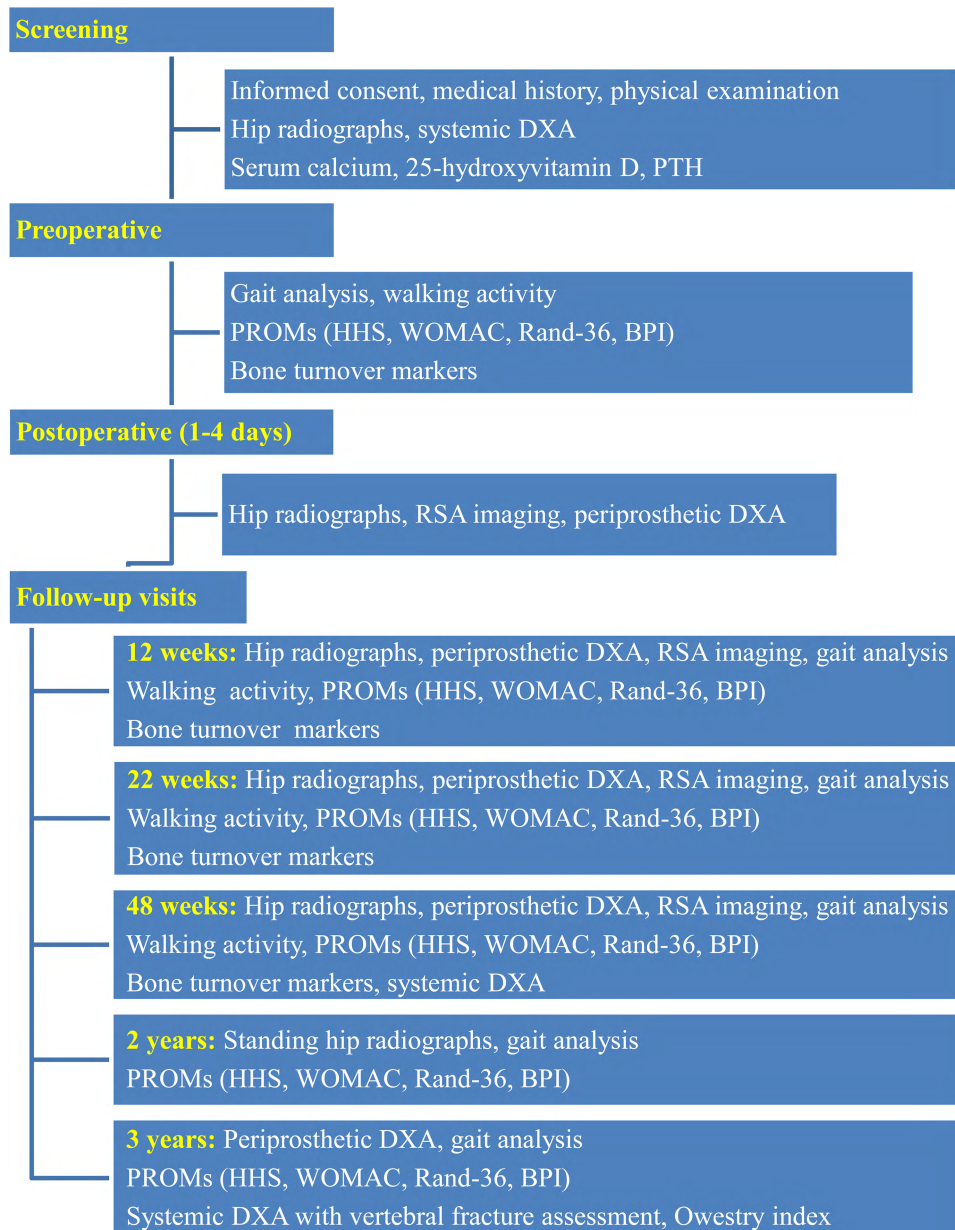 Screening
Informed consent, medical history, physical examination
Hip radiographs, systemic DXA
Serum calcium, 25-hydroxyvitamin D, PTH
Preoperative
Gait analysis, walking activity
PROMs (HHS, WOMAC, Rand-36, BPI)
Bone turnover markers
Postoperative (1-4 days)
Hip radiographs, RSA imaging, periprosthetic DXA
Follow-up visits
12 weeks: Hip radiographs, periprosthetic DXA, RSA imaging, gait analysis
Walking activity, PROMs (HHS, WOMAC, Rand-36, BPI)
Bone turnover markers
22 weeks: Hip radiographs, periprosthetic DXA, RSA imaging, gait analysis
Walking activity, PROMs (HHS, WOMAC, Rand-36, BPI)
Bone turnover markers
48 weeks: Hip radiographs, periprosthetic DXA, RSA imaging, gait analysis
Walking activity, PROMs (HHS, WOMAC, Rand-36, BPI)
Bone turnover markers, systemic DXA
2 years: Standing hip radiographs, gait analysis
PROMs (HHS, WOMAC, Rand-36, BPI)
3 years: Periprosthetic DXA, gait analysis
PROMs (HHS, WOMAC, Rand-36, BPI)
Systemic DXA with vertebral fracture assessment, Owestry index